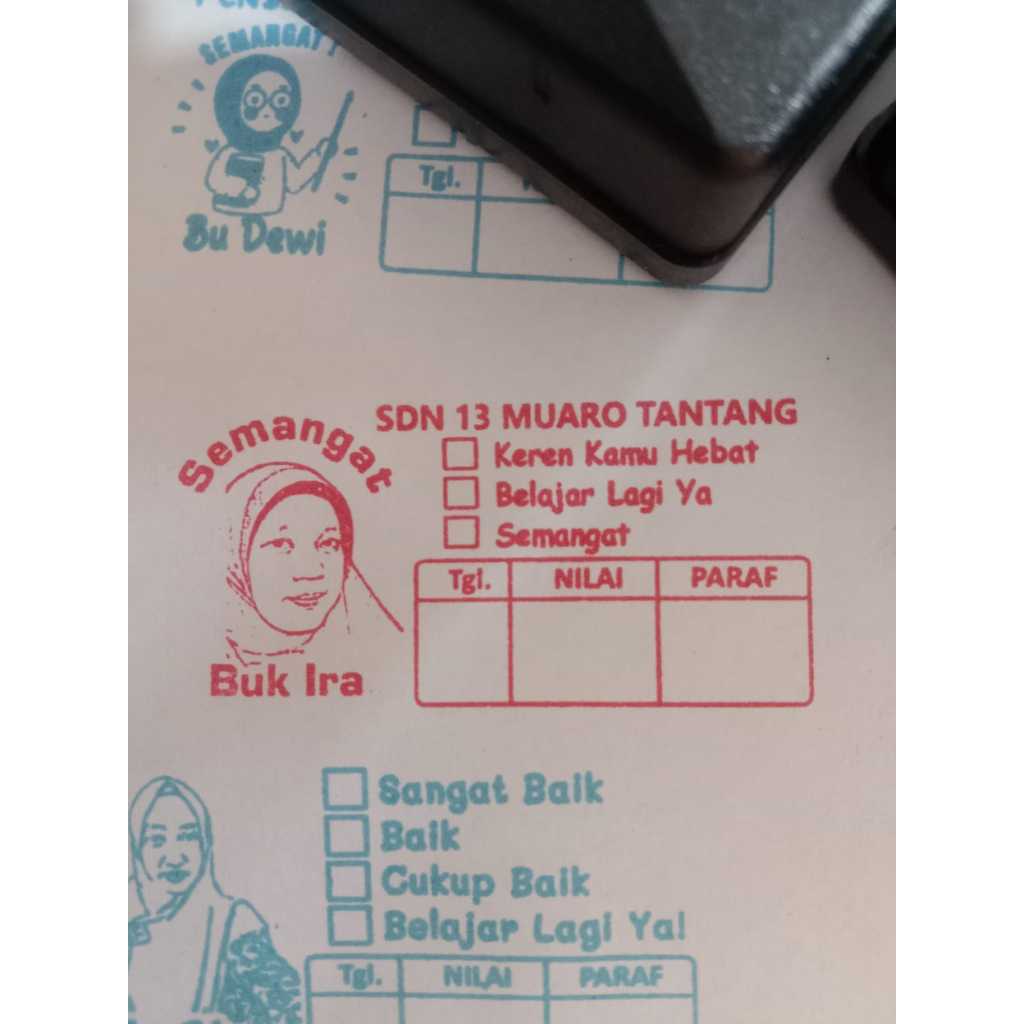 SEMANGAT
Bu Dewi
Tgl.
SDN 13 MUARO TANTANG
Semangat
Keren Kamu Hebat
Belajar Lagi Ya
Semangat
Tgl. NILAI PARAF
Buk Ira
Sangat Baik
Baik
Cukup Baik
Belajar Lagi Ya!
Tgl. NILAI PARAF